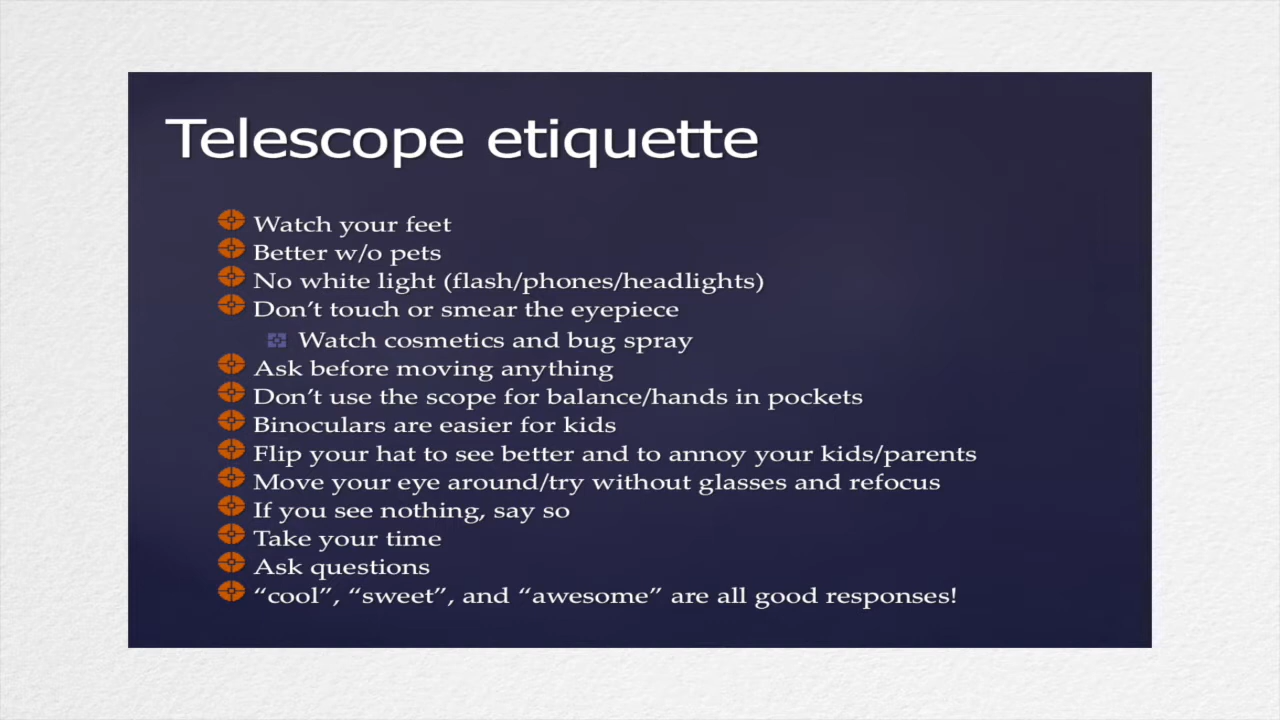 Telescope etiquette
Watch your feet
Better w/o pets
No white light (flash/phones/headlights)
Don’t touch or smear the eyepiece
Watch cosmetics and bug spray
Ask before moving anything
Don’t use the scope for balance/hands in pockets
Binoculars are easier for kids
Flip your hat to see better and to annoy your kids/parents
Move your eye around/try without glasses and refocus
If you see nothing, say so
Take your time
Ask questions
“cool”, “sweet”, and “awesome” are all good responses!